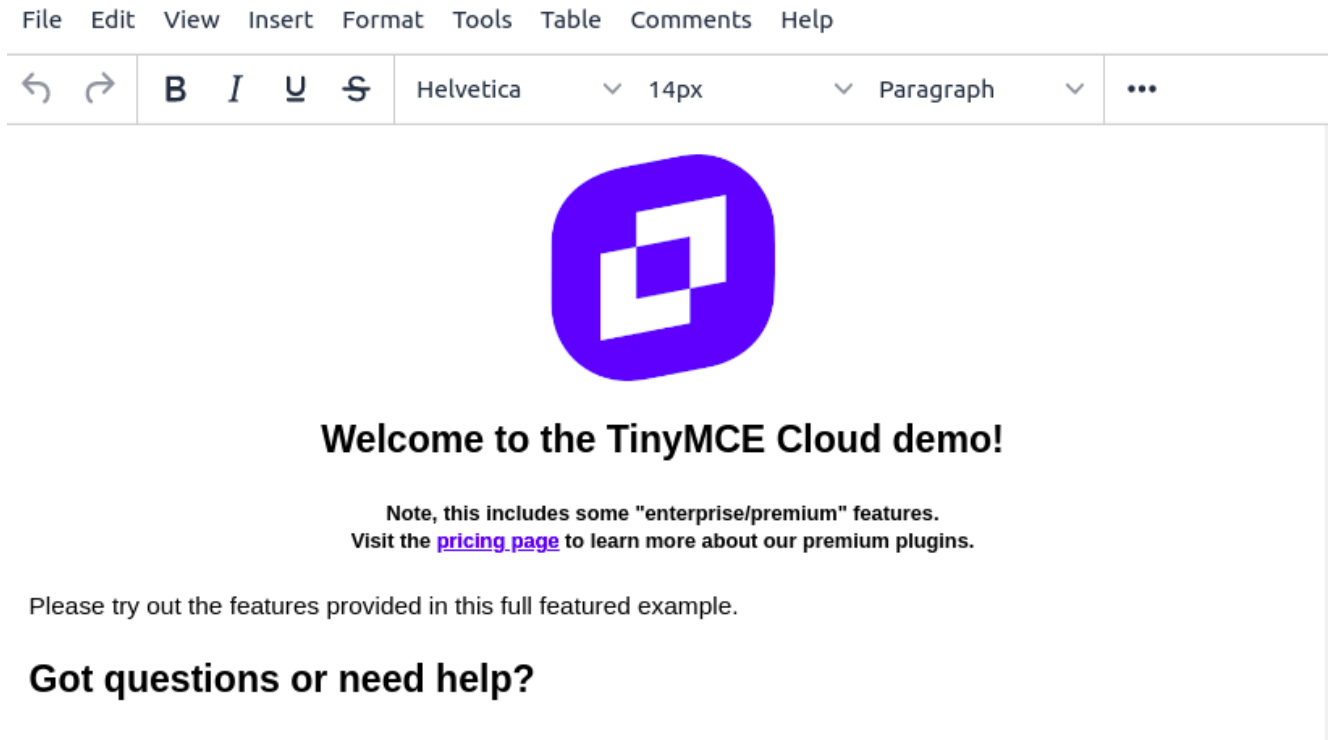 File Edit View Insert Format Tools Table Comments Help
B I U S Helvetica 14px Paragraph
Welcome to the TinyMCE Cloud demo!
Note, this includes some "enterprise/premium" features.
Visit the pricing page to learn more about our premium plugins.
Please try out the features provided in this full featured example.
Got questions or need help?